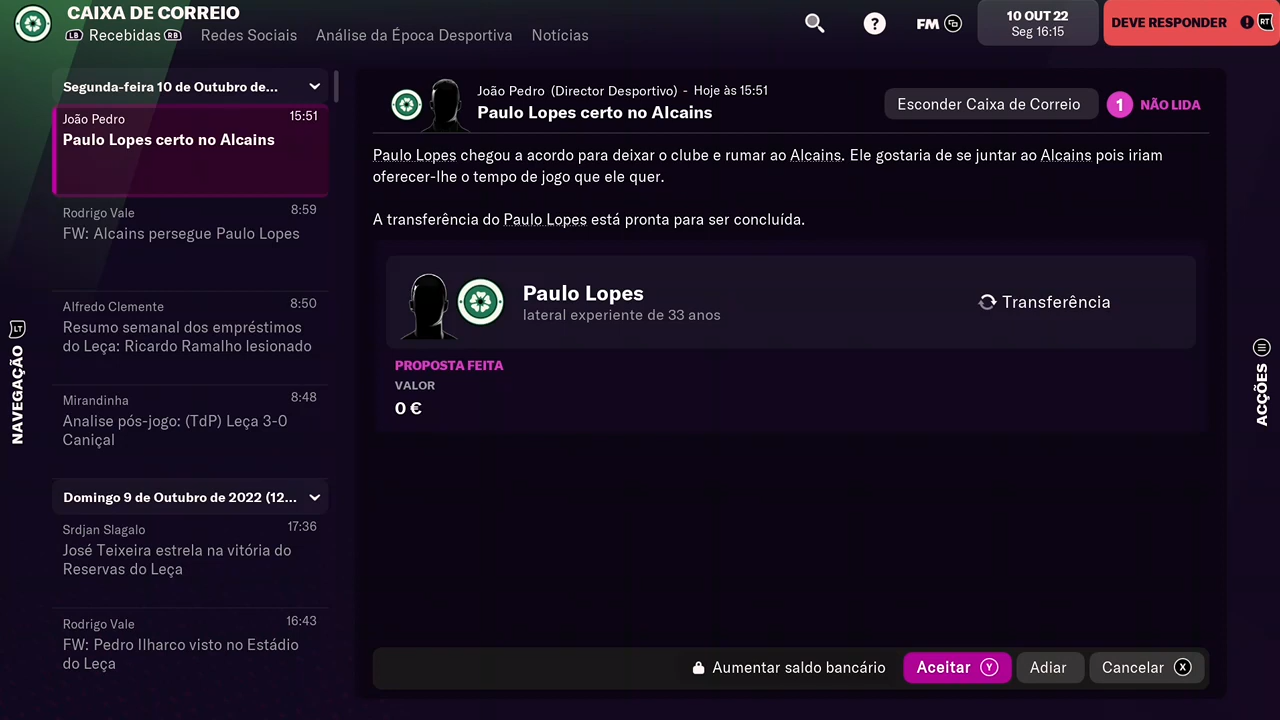 CAIXA DE CORREIO
LB Recebidas RB Redes Sociais Análise da Época Desportiva Notícias
? FM
10 OUT 22
Seg 16:15
DEVE RESPONDER ! RT
Segunda-feira 10 de Outubro de...
João Pedro 15:51
Paulo Lopes certo no Alcains
Rodrigo Vale 8:59
FW: Alcains persegue Paulo Lopes
Alfredo Clemente 8:50
Resumo semanal dos empréstimos
do Leça: Ricardo Ramalho lesionado
Mirandinha 8:48
Analise pós-jogo: (TdP) Leça 3-0
Caniçal
Domingo 9 de Outubro de 2022 (12...
Srdjan Slagalo 17:36
José Teixeira estrela na vitória do
Reservas do Leça
Rodrigo Vale 16:43
FW: Pedro Ilharco visto no Estádio
do Leça
LT
NAVEGAÇÃO
João Pedro (Director Desportivo) - Hoje às 15:51
Paulo Lopes certo no Alcains
Esconder Caixa de Correio 1 NÃO LIDA
Paulo Lopes chegou a acordo para deixar o clube e rumar ao Alcains. Ele gostaria de se juntar ao Alcains pois iriam
oferecer-lhe o tempo de jogo que ele quer.
A transferência do Paulo Lopes está pronta para ser concluída.
Paulo Lopes
lateral experiente de 33 anos
Transferência
PROPOSTA FEITA
VALOR
0 €
Aumentar saldo bancário Aceitar Y Adiar Cancelar X
ACÇÕES